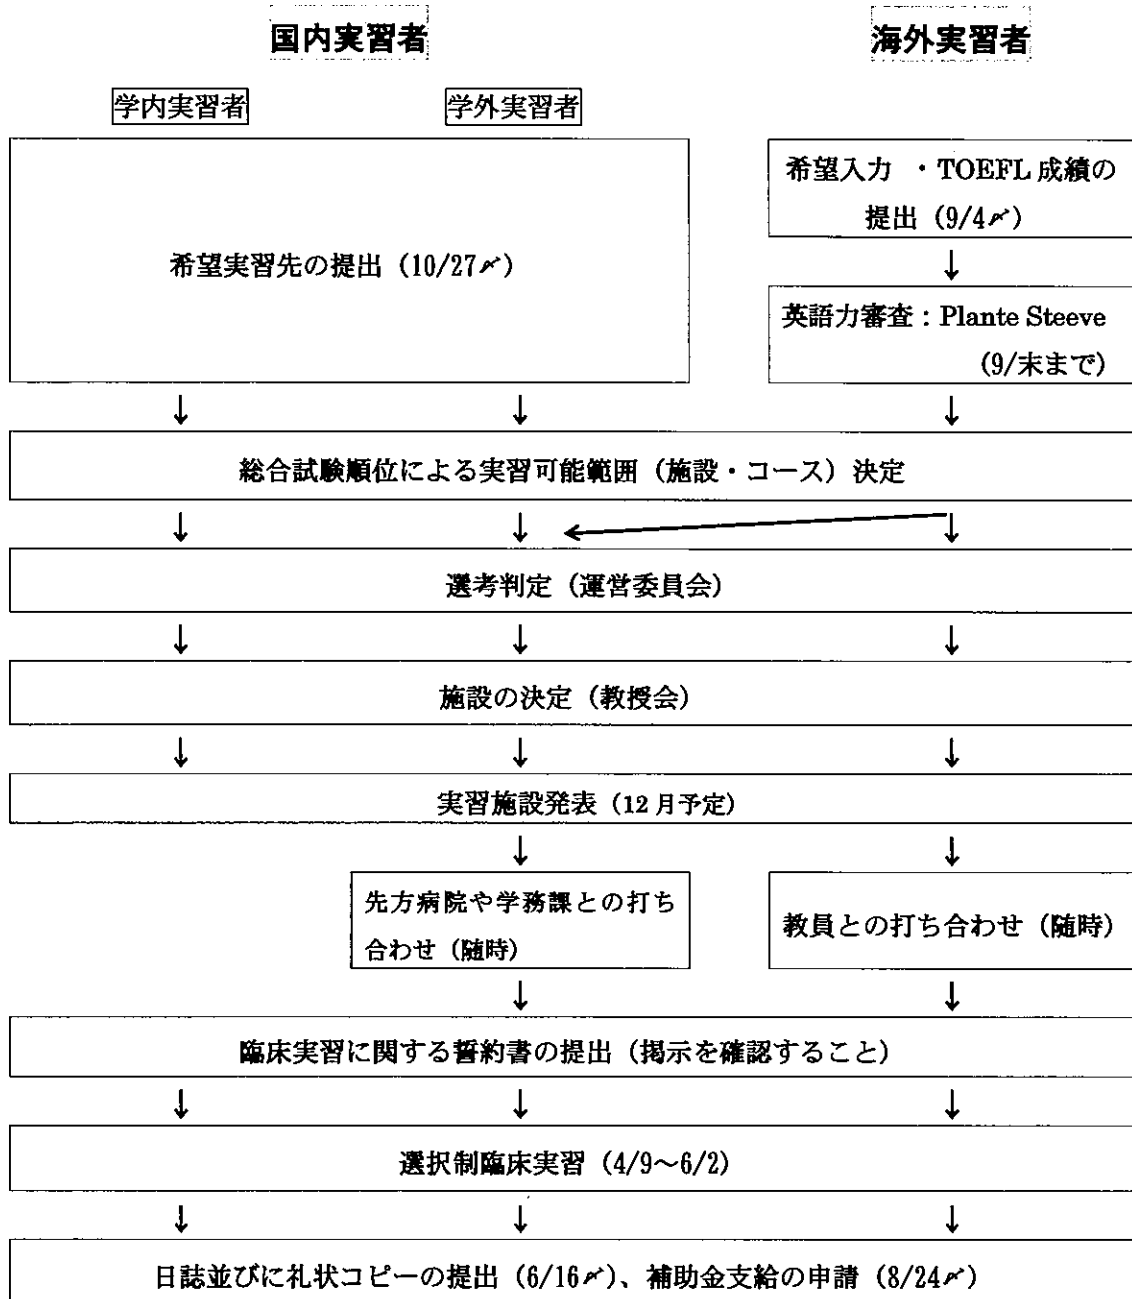 国内実習者
海外実習者
学内実習者
学外実習者
希望実習先の提出（10/27〆）
希望入力 ・TOEFL 成績の
提出（9/4〆）
↓
英語力審査：Plante Steeve
（9/末まで）
↓ ↓ ↓
総合試験順位による実習可能範囲（施設・コース）決定
↓ ↓ ↓
選考判定（運営委員会）
↓ ↓ ↓
施設の決定（教授会）
↓ ↓ ↓
実習施設発表（12月予定）
↓ ↓
先方病院や学務課との打ち
合わせ（随時）
教員との打ち合わせ（随時）
↓ ↓
臨床実習に関する誓約書の提出（掲示を確認すること）
↓ ↓ ↓
選択制臨床実習（4/9～6/2）
↓ ↓ ↓
日誌並びに礼状コピーの提出（6/16〆）、補助金支給の申請（8/24〆）